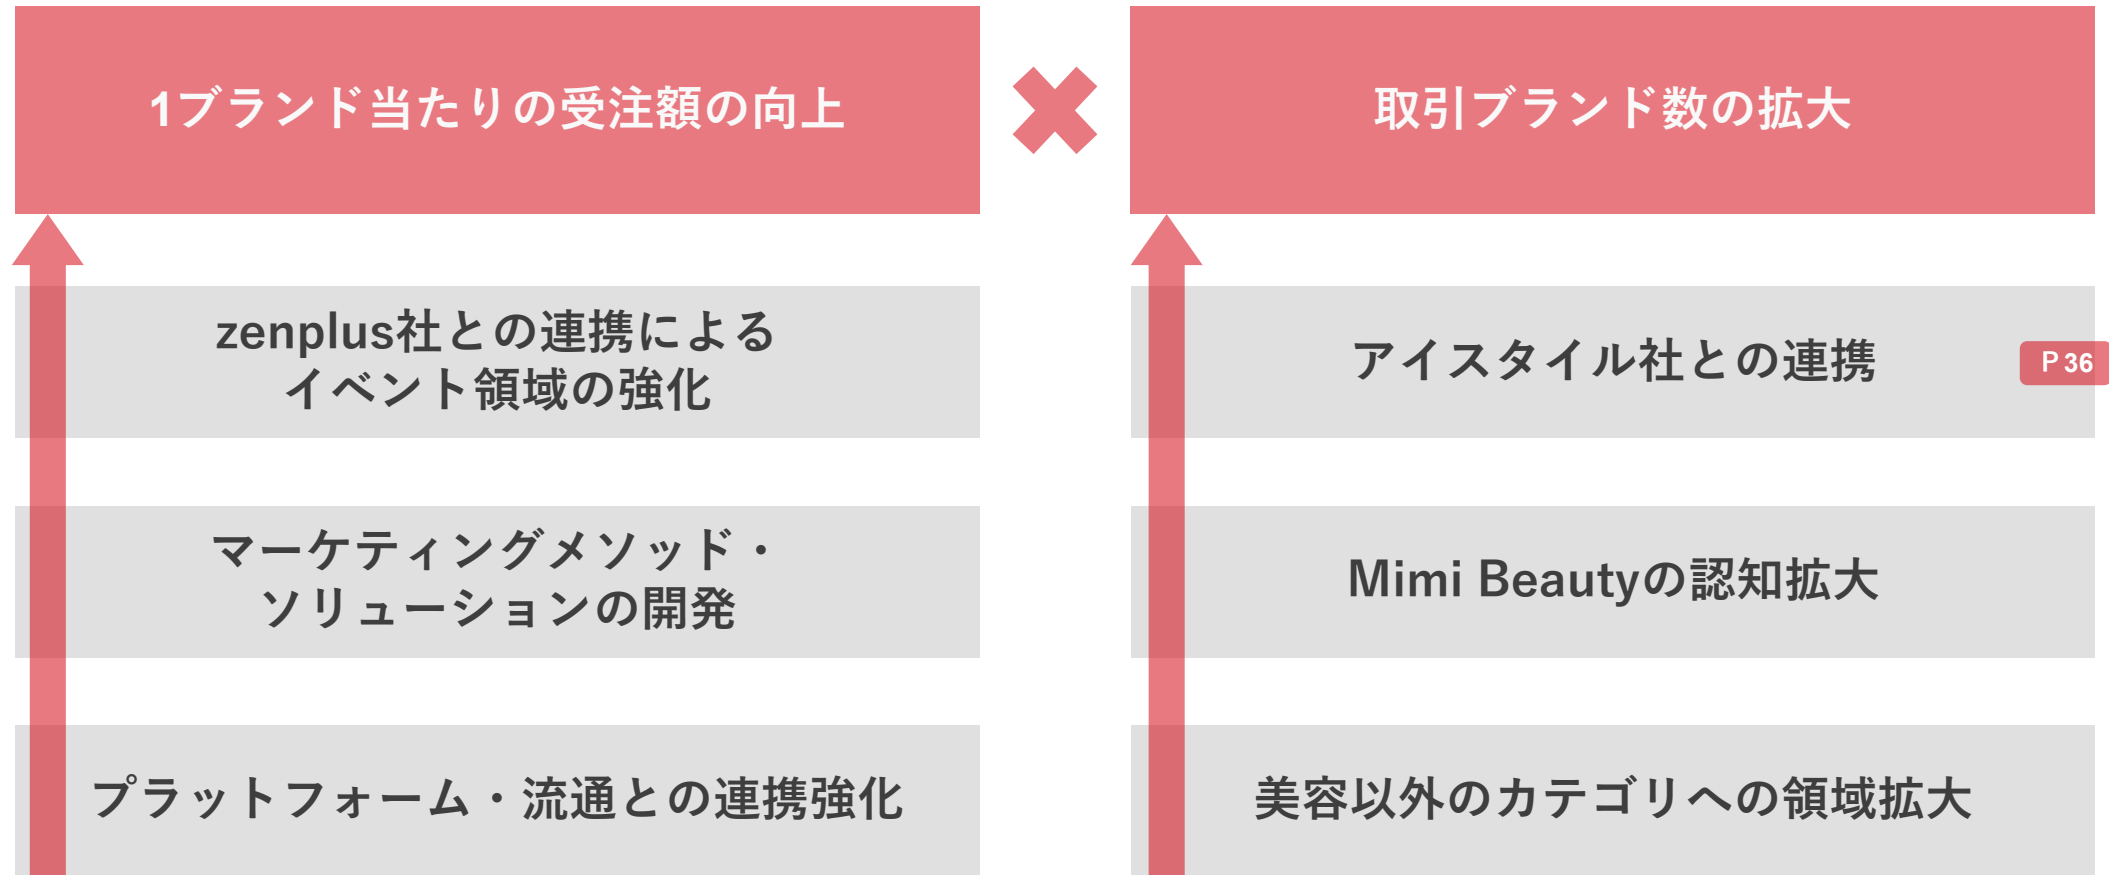 1ブランド当たりの受注額の向上
zenplus社との連携による
イベント領域の強化
マーケティングメソッド・
ソリューションの開発
プラットフォーム・流通との連携強化
取引ブランド数の拡大
アイスタイル社との連携
P 36
Mimi Beautyの認知拡大
美容以外のカテゴリへの領域拡大